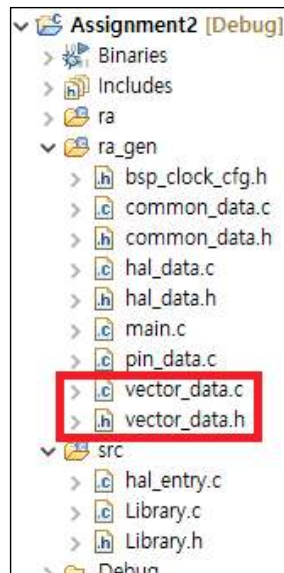 Assignment2 [Debug]
Binaries
Includes
ra
ra_gen
.h bsp_clock_cfg.h
.c common_data.c
.h common_data.h
.c hal_data.c
.h hal_data.h
.c main.c
.c pin_data.c
.c vector_data.c
.h vector_data.h
src
.c hal_entry.c
.c Library.c
.h Library.h
Debug